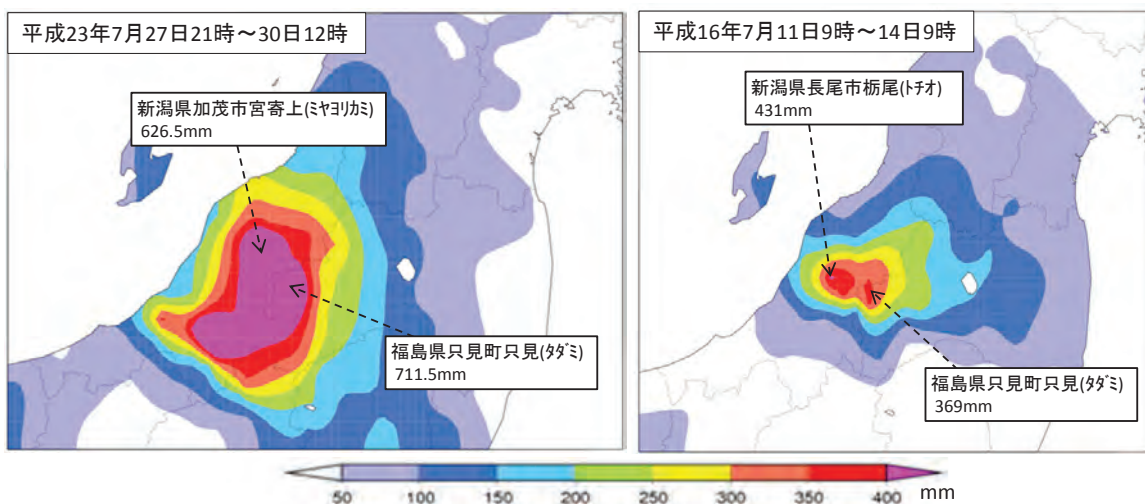 平成23年7月27日21時～30日12時
新潟県加茂市宮寄上(ﾐﾔﾖﾘｶﾐ)
626.5mm
福島県只見町只見(ﾀﾀﾞﾐ)
711.5mm
平成16年7月11日9時～14日9時
新潟県長尾市栃尾(ﾄﾁｵ)
431mm
福島県只見町只見(ﾀﾀﾞﾐ)
369mm
50 100 150 200 250 300 350 400 mm